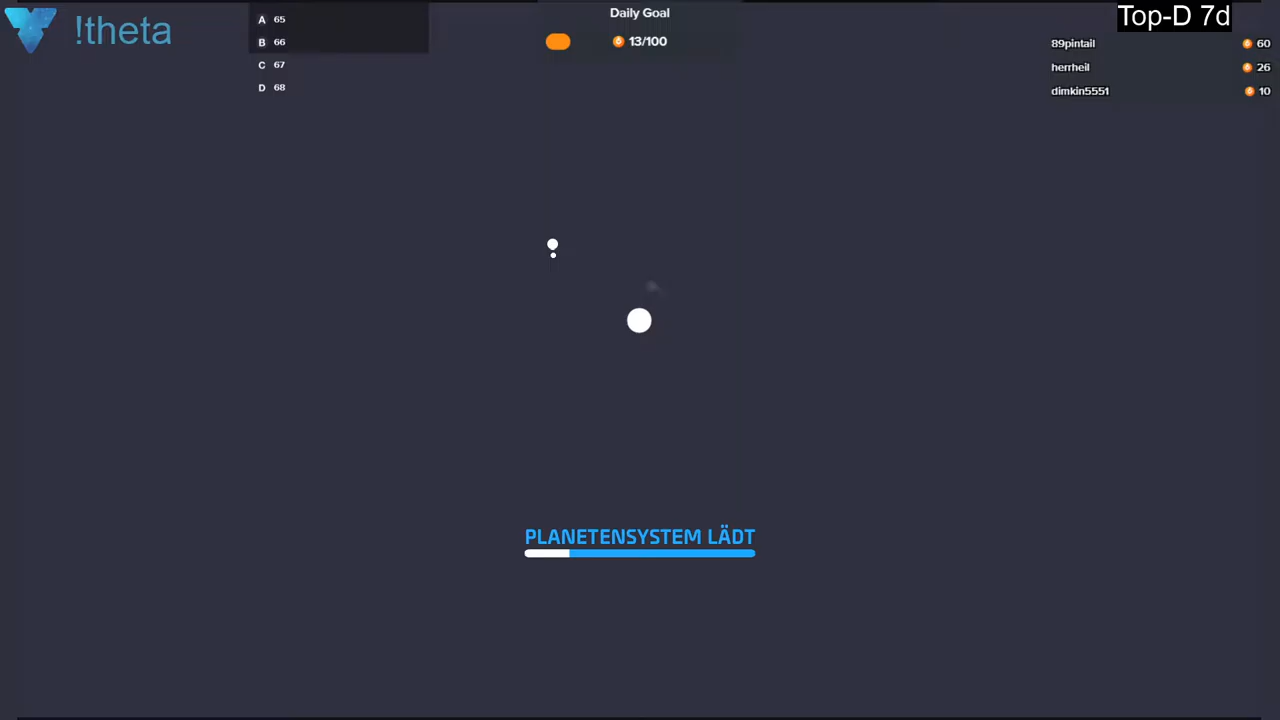 !theta
A 65
B 66
C 67
D 68
Daily Goal
13/100
Top-D 7d
89pintail 60
herrheil 26
dimkin5551 10
PLANETENSYSTEM LÄDT